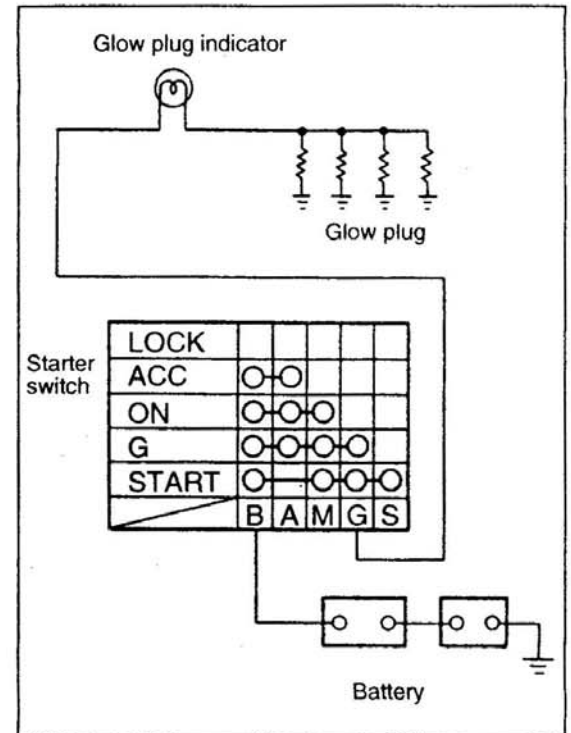 Glow plug indicator
Glow plug
Starter
switch
LOCK
ACC
ON
G
START
B A M G S
Battery